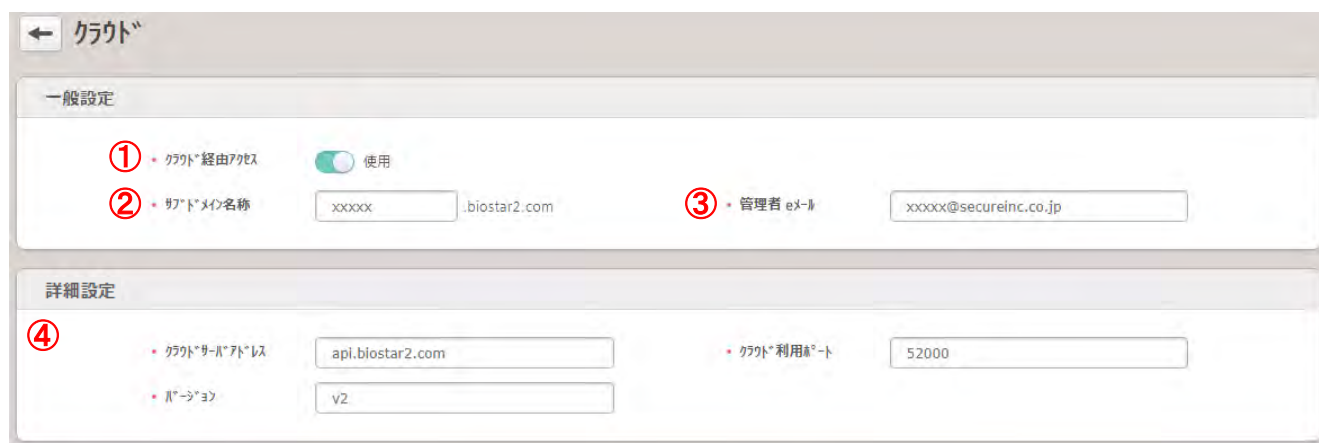 ← ｸﾗｳﾄﾞ
一般設定
① • ｸﾗｳﾄﾞ経由ｱｸｾｽ 使用
② • ｻﾌﾞﾄﾞﾒｲﾝ名称 xxxxx .biostar2.com ③ • 管理者 eﾒｰﾙ xxxxx@secureinc.co.jp
詳細設定
④
• ｸﾗｳﾄﾞｻｰﾊﾞｱﾄﾞﾚｽ api.biostar2.com • ｸﾗｳﾄﾞ利用ﾎﾟｰﾄ 52000
• ﾊﾞｰｼﾞｮﾝ v2